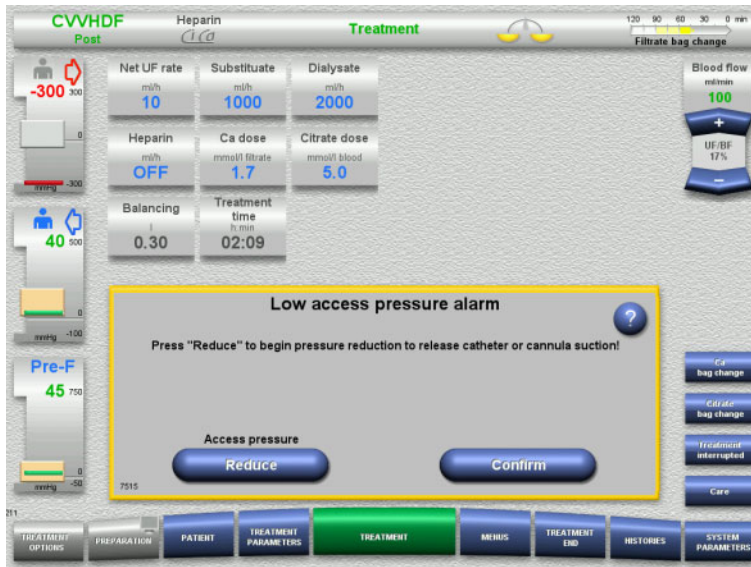 CVVHDF
Post
Heparin
Ci Ca
Treatment
120 90 60 30 0 min
Filtrate bag change
-300 300
0
mmHg -300
40 500
0
mmHg -100
Pre-F
45 750
0
mmHg -50
Net UF rate
ml/h
10
Substituate
ml/h
1000
Dialysate
ml/h
2000
Heparin
ml/h
OFF
Ca dose
mmol/l filtrate
1.7
Citrate dose
mmol/l blood
5.0
Balancing
l
0.30
Treatment
time
h:min
02:09
Blood flow
ml/min
100
+
UF/BF
17%
−
Low access pressure alarm
?
Press "Reduce" to begin pressure reduction to release catheter or cannula suction!
Access pressure
Reduce
Confirm
7515
Ca
bag change
Citrate
bag change
Treatment
interrupted
Care
211
TREATMENT
OPTIONS
PREPARATION
PATIENT
TREATMENT
PARAMETERS
TREATMENT
MENUS
TREATMENT
END
HISTORIES
SYSTEM
PARAMETERS